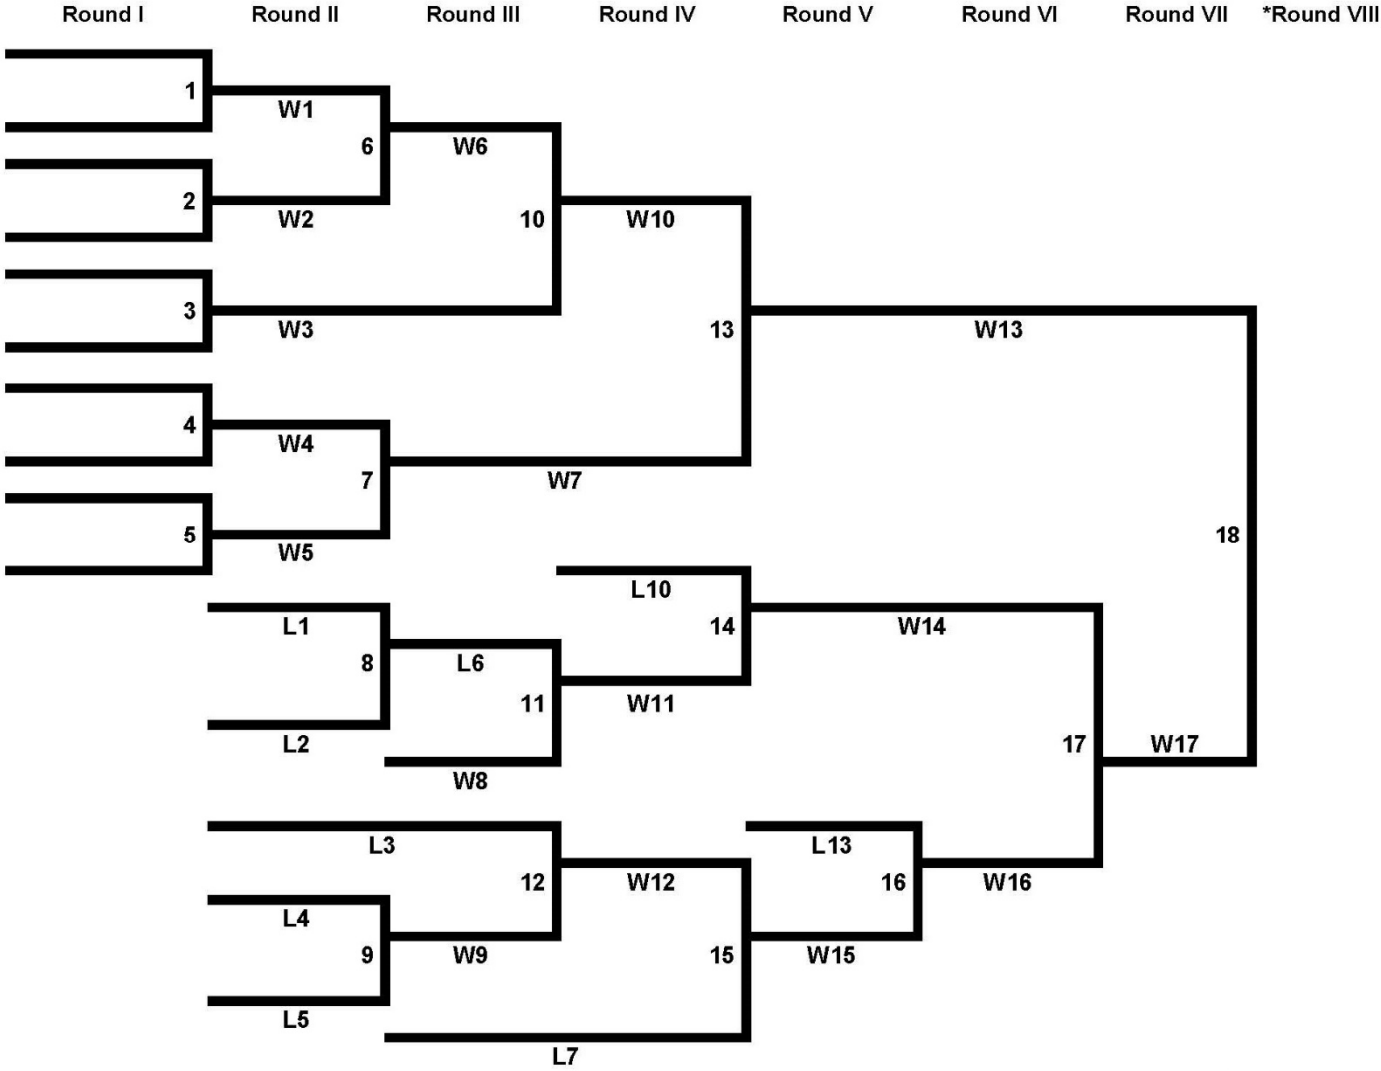 Round I Round II Round III Round IV Round V Round VI Round VII *Round VIII
1
W1
6
W6
2
W2
10
W10
3
W3
13
W13
4
W4
7
W7
5
W5
18
L10
L1
14
W14
8
L6
11
W11
L2
17
W17
W8
L3
L13
12
W12
16
W16
L4
9
W9
15
W15
L5
L7